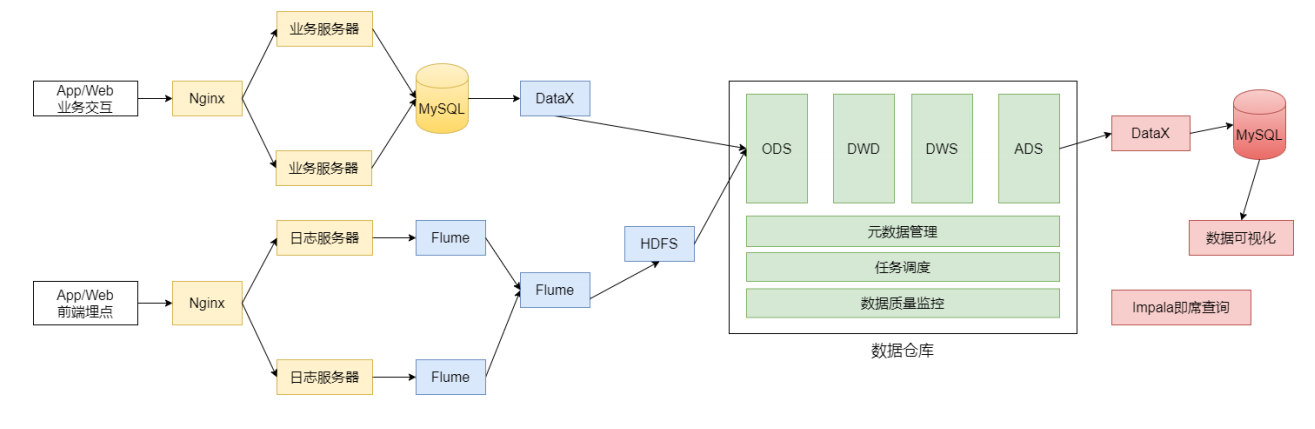 业务服务器
App/Web
业务交互
Nginx
MySQL
DataX
业务服务器
ODS
DWD
DWS
ADS
DataX
MySQL
日志服务器
Flume
HDFS
元数据管理
数据可视化
任务调度
App/Web
前端埋点
Nginx
Flume
数据质量监控
Impala即席查询
数据仓库
日志服务器
Flume